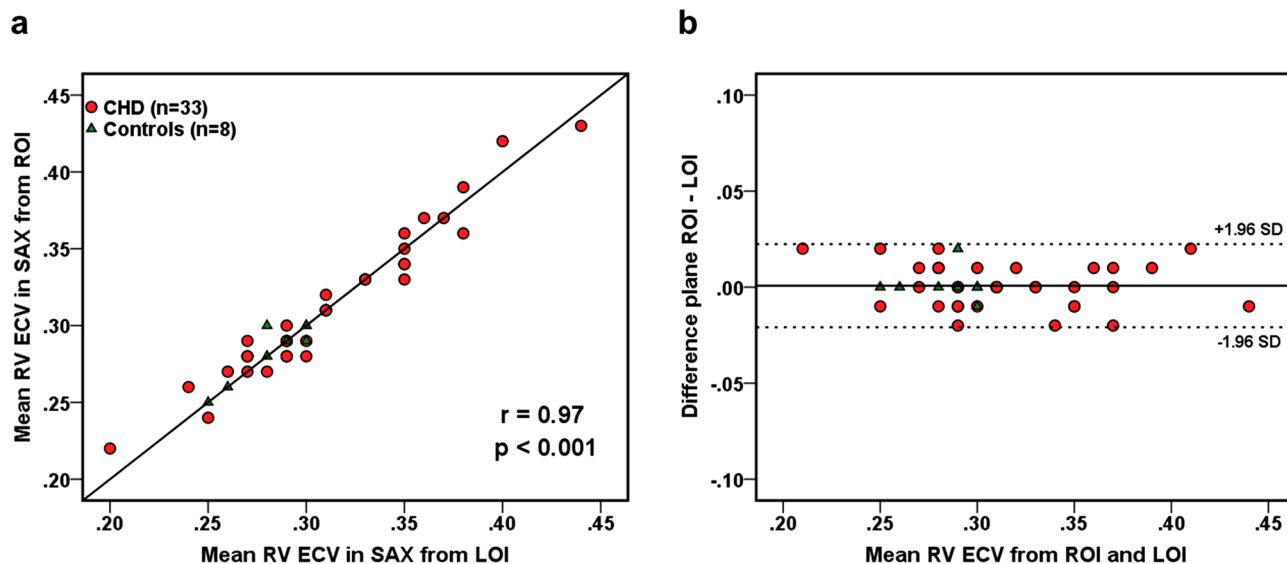 a
.45
.40
.35
.30
.25
.20
Mean RV ECV in SAX from ROI
CHD (n=33)
Controls (n=8)
r = 0.97
p < 0.001
.20 .25 .30 .35 .40 .45
Mean RV ECV in SAX from LOI
b
.10
.05
.00
-.05
-.10
Difference plane ROI - LOI
+1.96 SD
-1.96 SD
.20 .25 .30 .35 .40 .45
Mean RV ECV from ROI and LOI